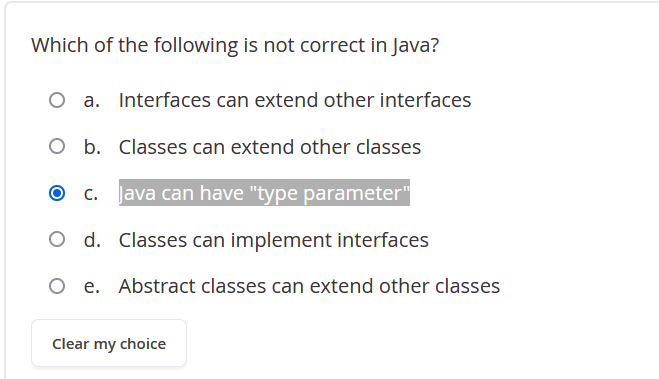 Which of the following is not correct in Java?
a. Interfaces can extend other interfaces
b. Classes can extend other classes
c. Java can have "type parameter"
d. Classes can implement interfaces
e. Abstract classes can extend other classes
Clear my choice